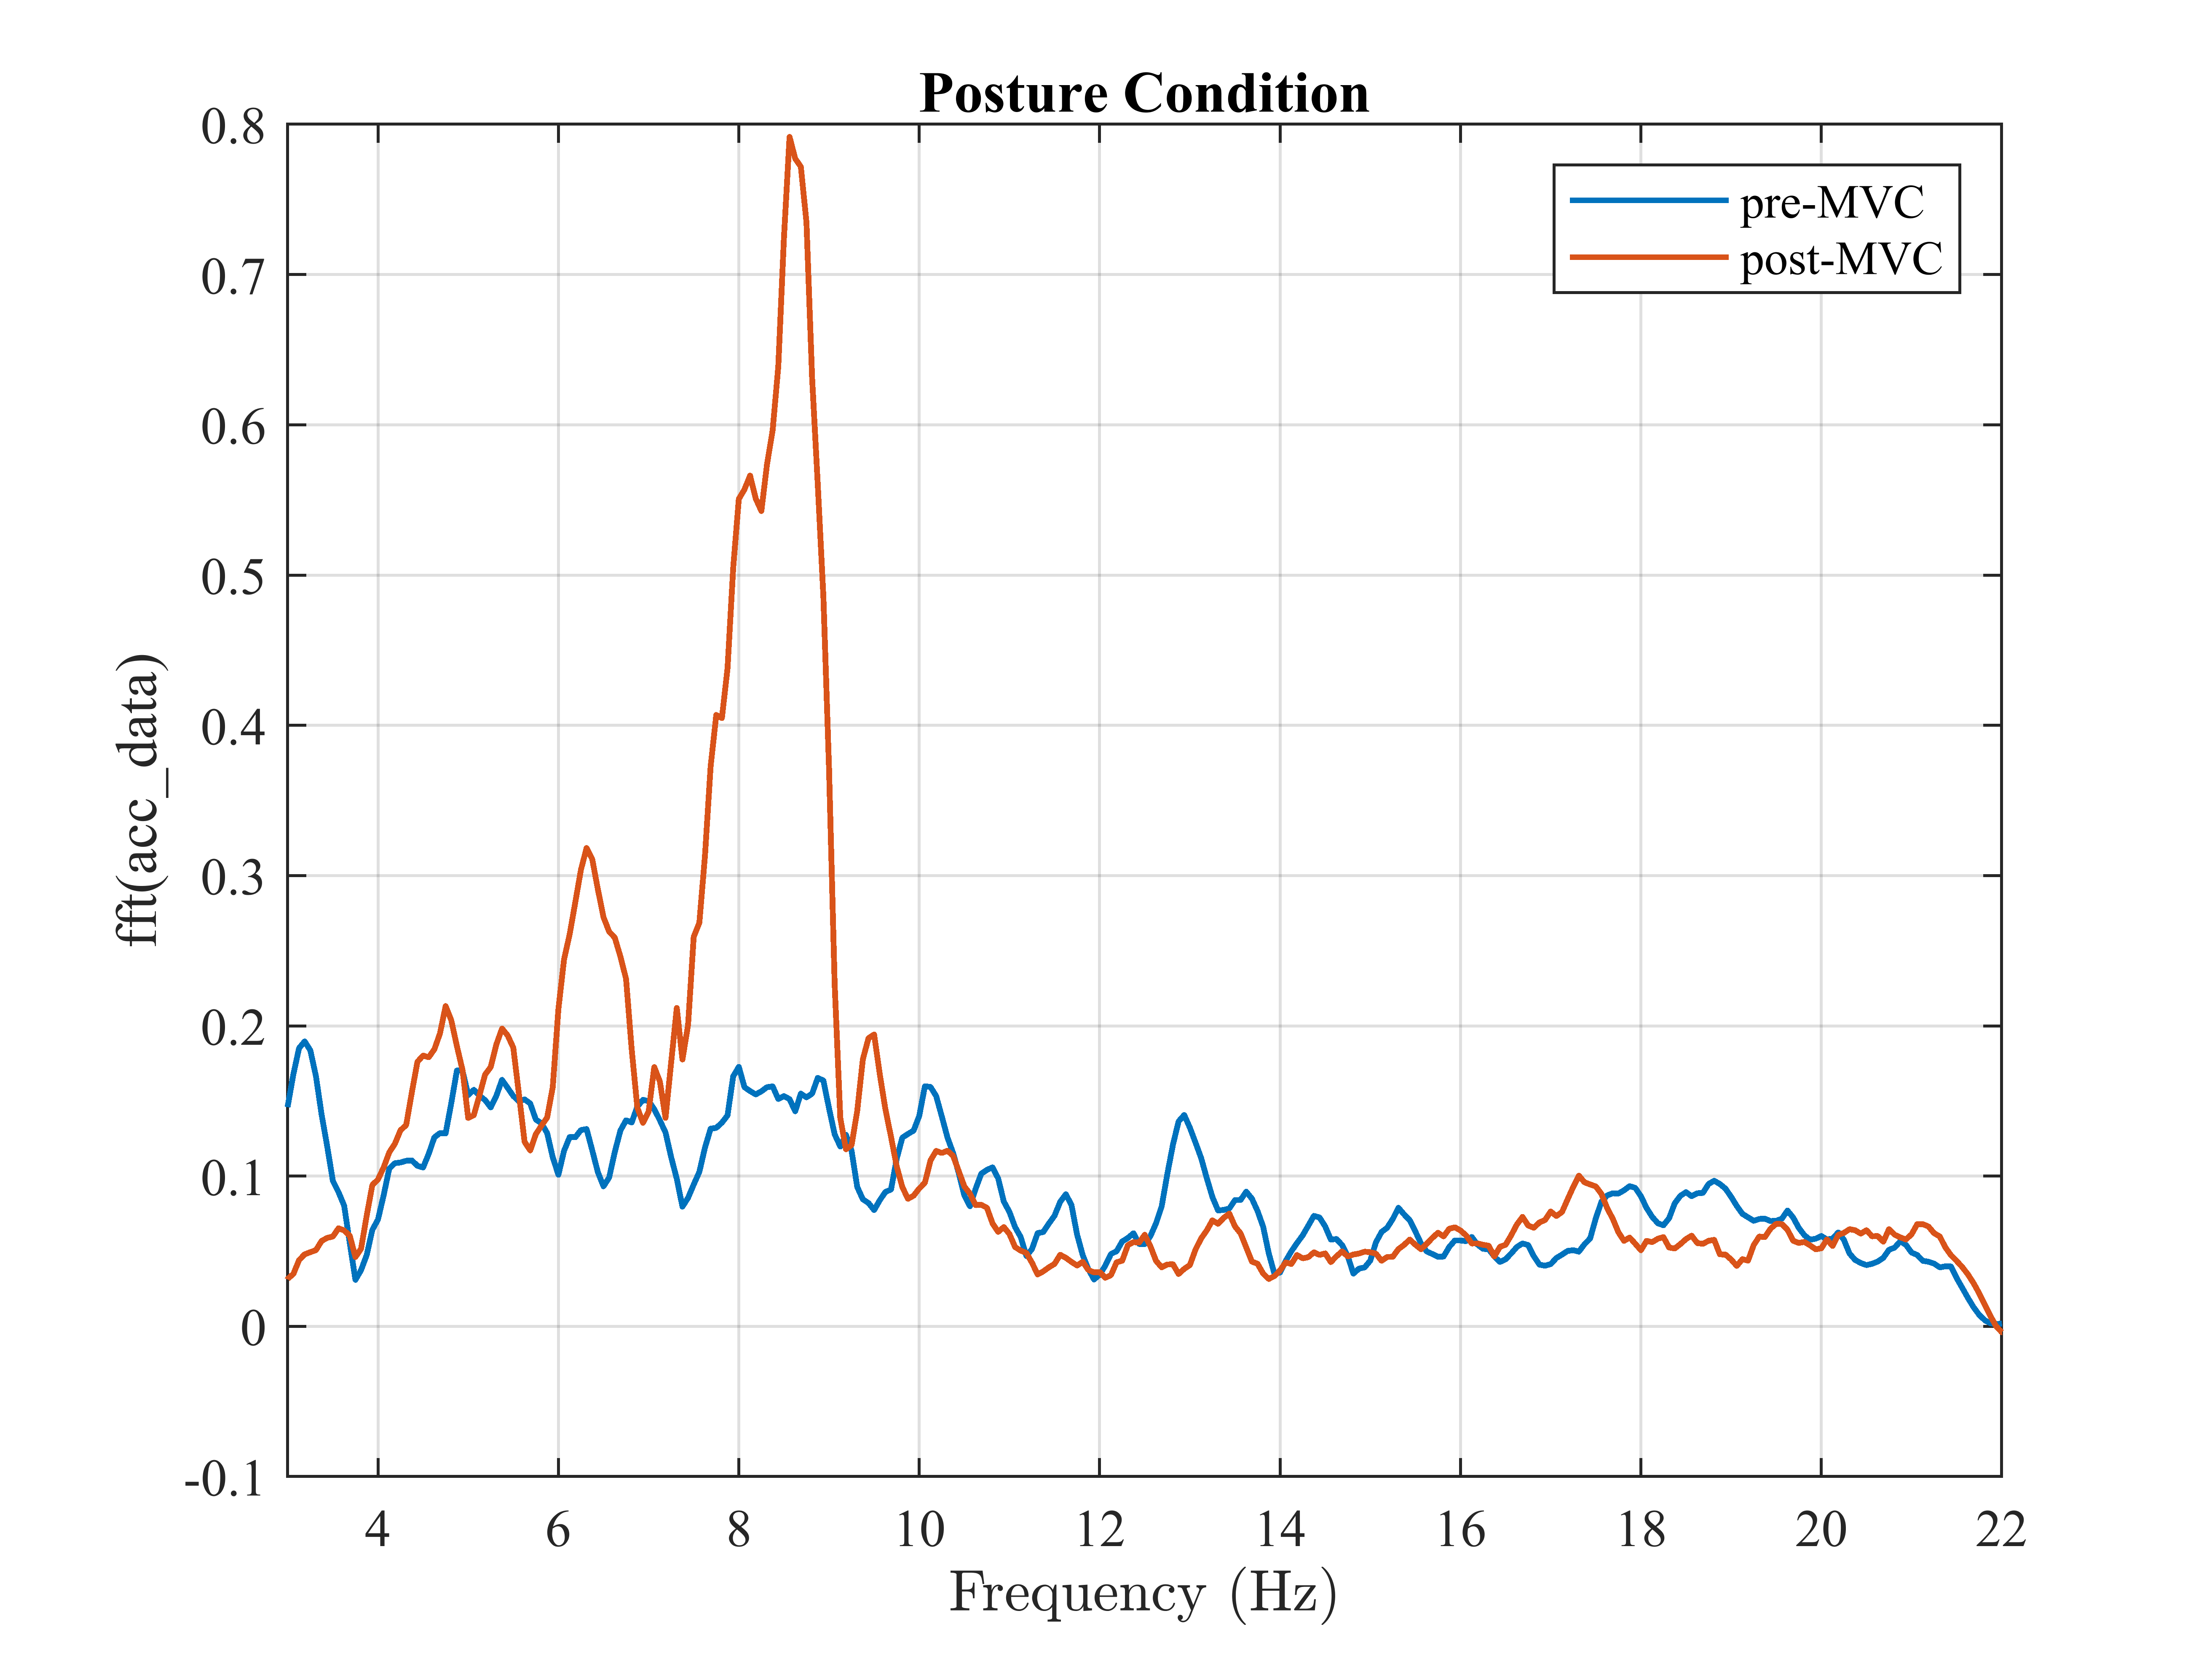 Posture Condition
pre-MVC
post-MVC
0.8
0.7
0.6
0.5
0.4
0.3
0.2
0.1
0
-0.1
fft(acc_data)
4 6 8 10 12 14 16 18 20 22
Frequency (Hz)